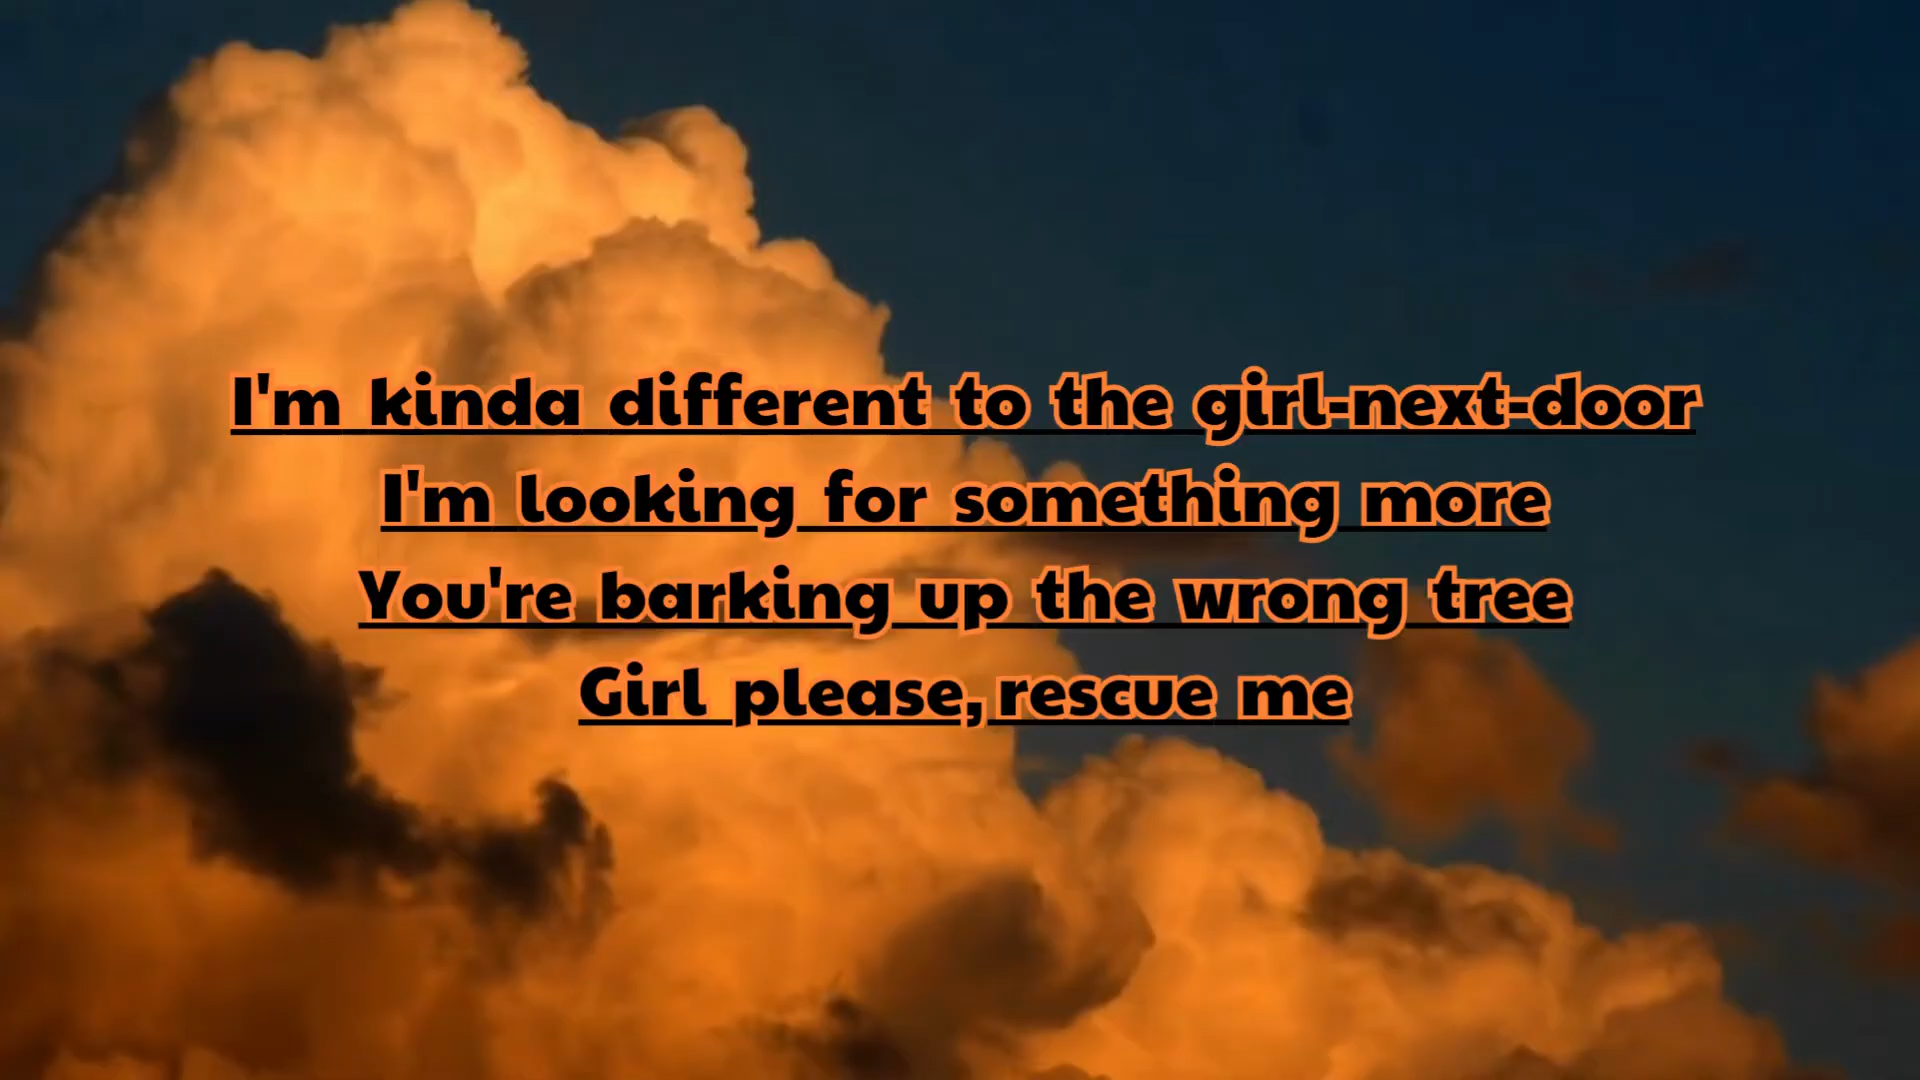 I'm kinda different to the girl-next-door
I'm looking for something more
You're barking up the wrong tree
Girl please, rescue me